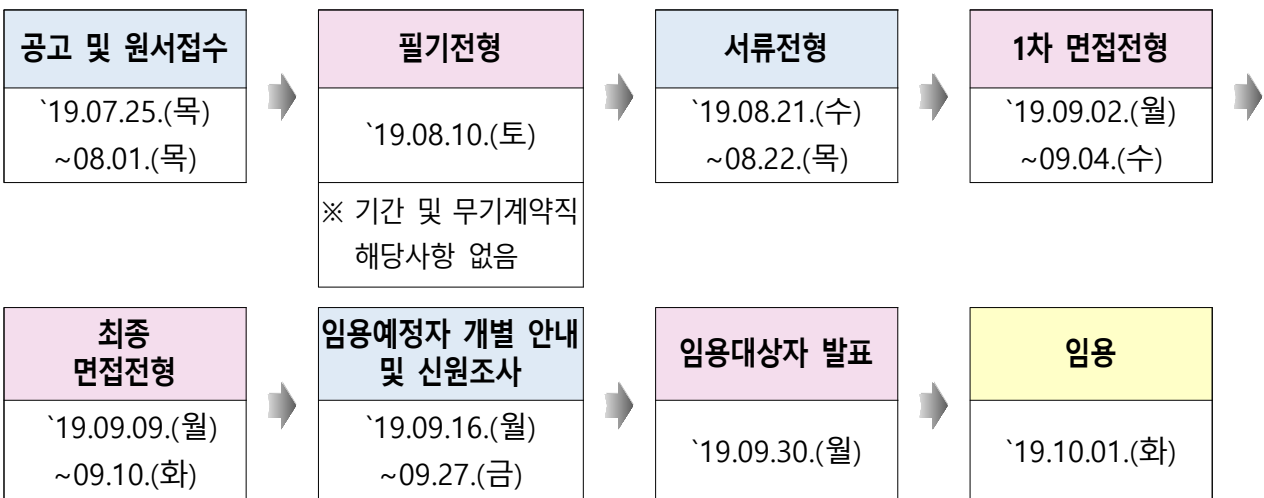 공고 및 원서접수
`19.07.25.(목)
~08.01.(목)
필기전형
`19.08.10.(토)
※ 기간 및 무기계약직
해당사항 없음
서류전형
`19.08.21.(수)
~08.22.(목)
1차 면접전형
`19.09.02.(월)
~09.04.(수)
최종
면접전형
`19.09.09.(월)
~09.10.(화)
임용예정자 개별 안내
및 신원조사
`19.09.16.(월)
~09.27.(금)
임용대상자 발표
`19.09.30.(월)
임용
`19.10.01.(화)